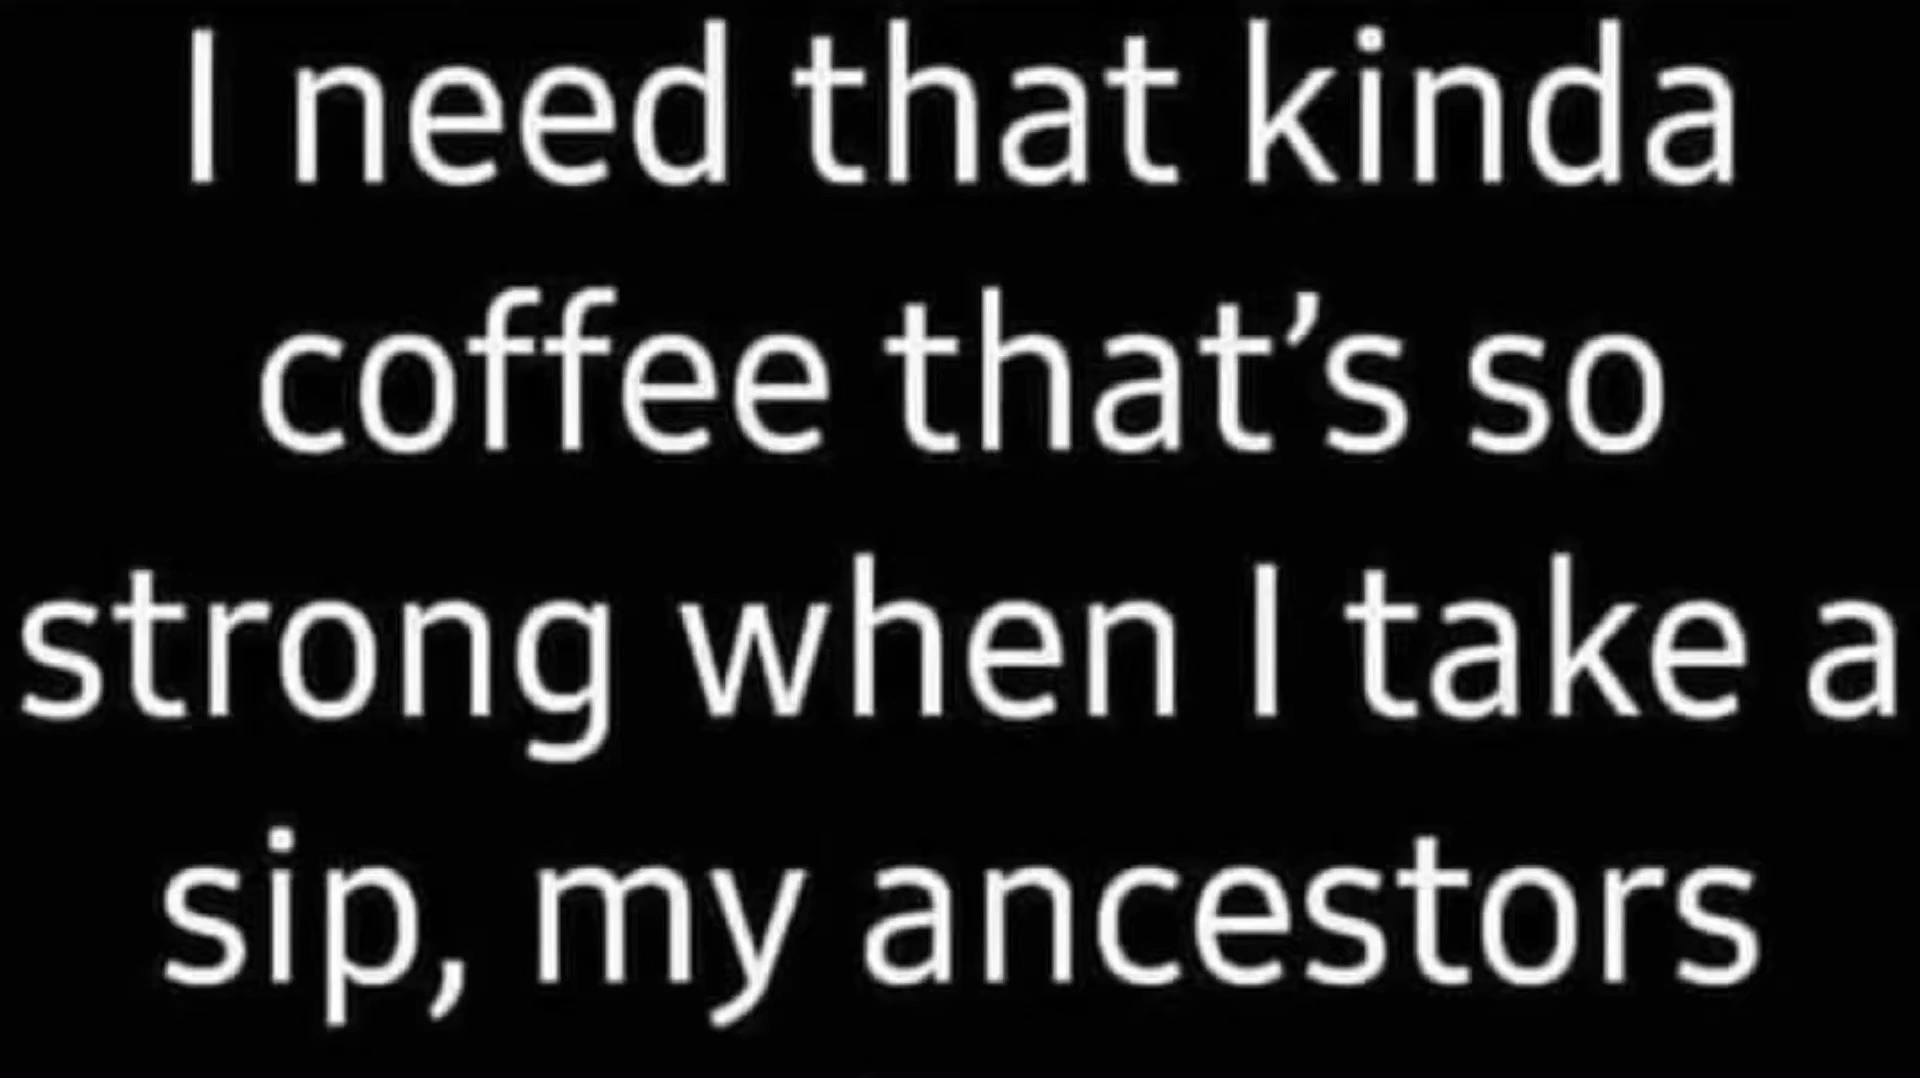 I need that kinda
coffee that’s so
strong when I take a
sip, my ancestors